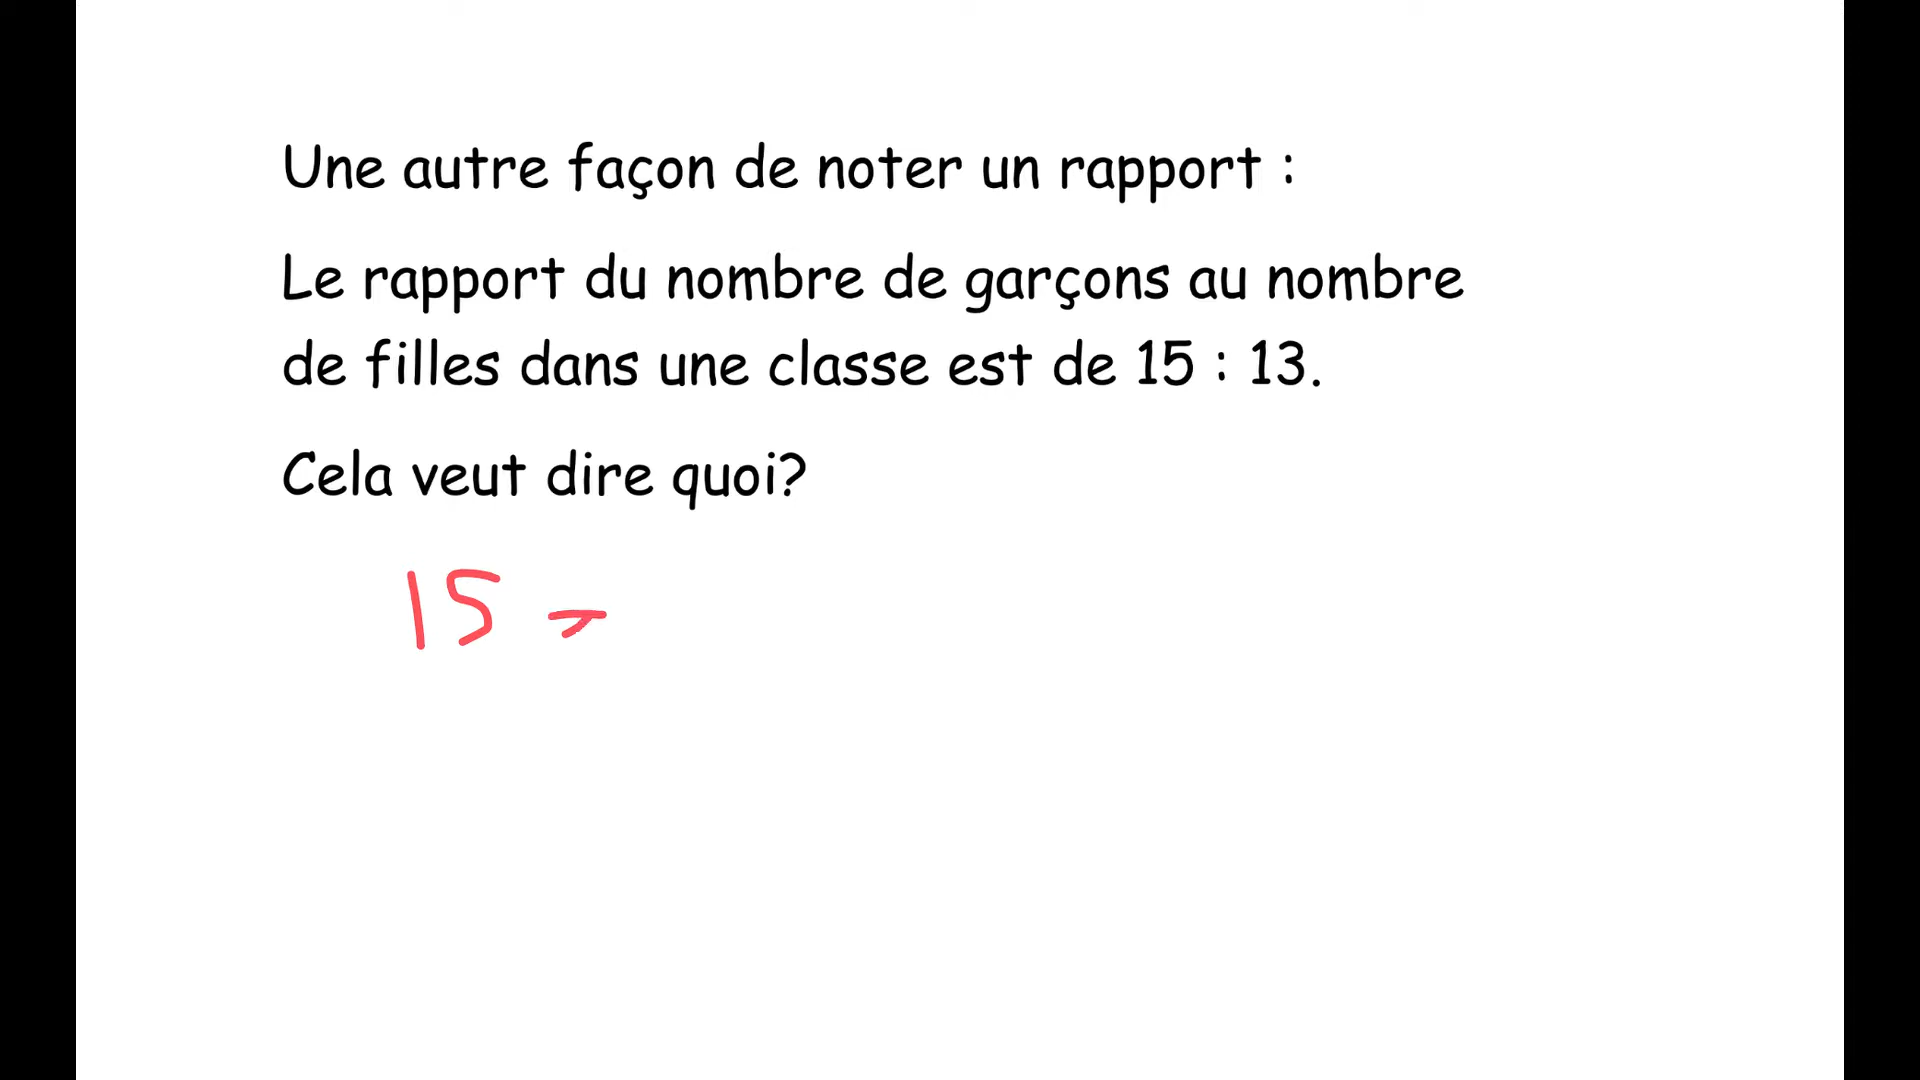 Une autre façon de noter un rapport :
Le rapport du nombre de garçons au nombre
de filles dans une classe est de 15 : 13.
Cela veut dire quoi?
15